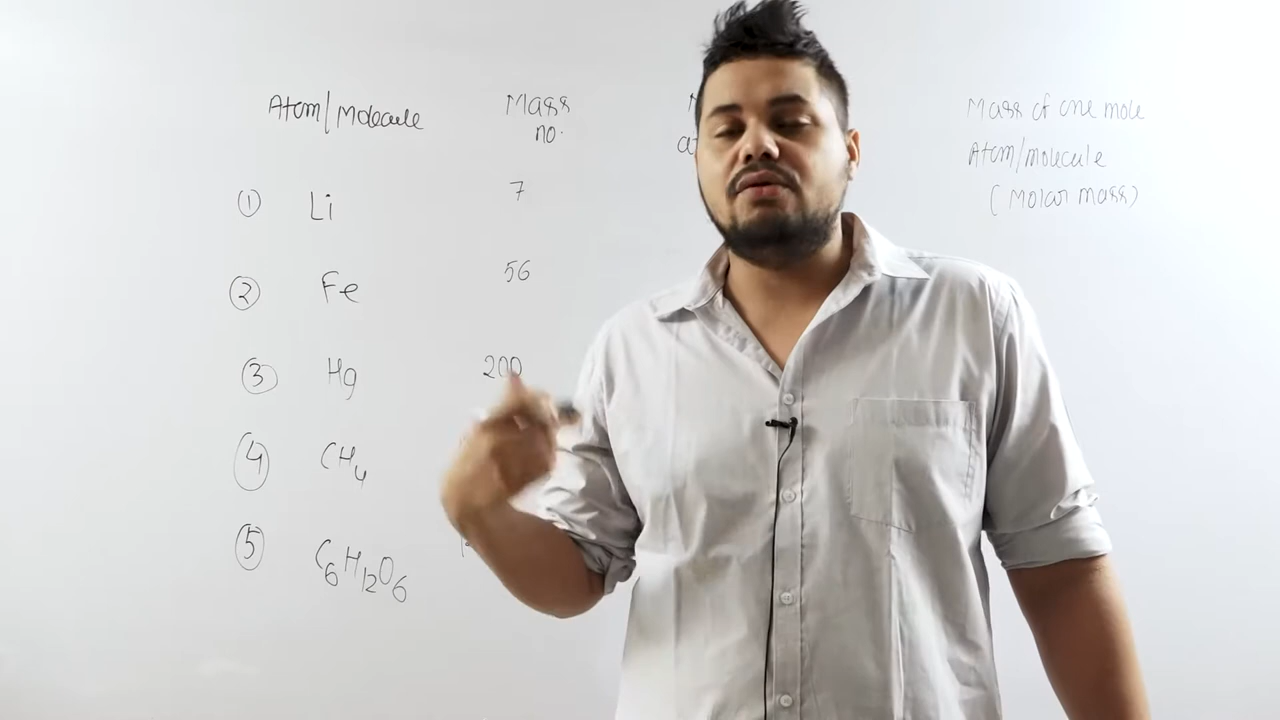 Atom/Molecule
Mass
no.
Mass of one mole
Atom/molecule
(Molar mass)
① Li 7
② Fe 56
③ Hg 200
④ CH₄
⑤ C₆H₁₂O₆